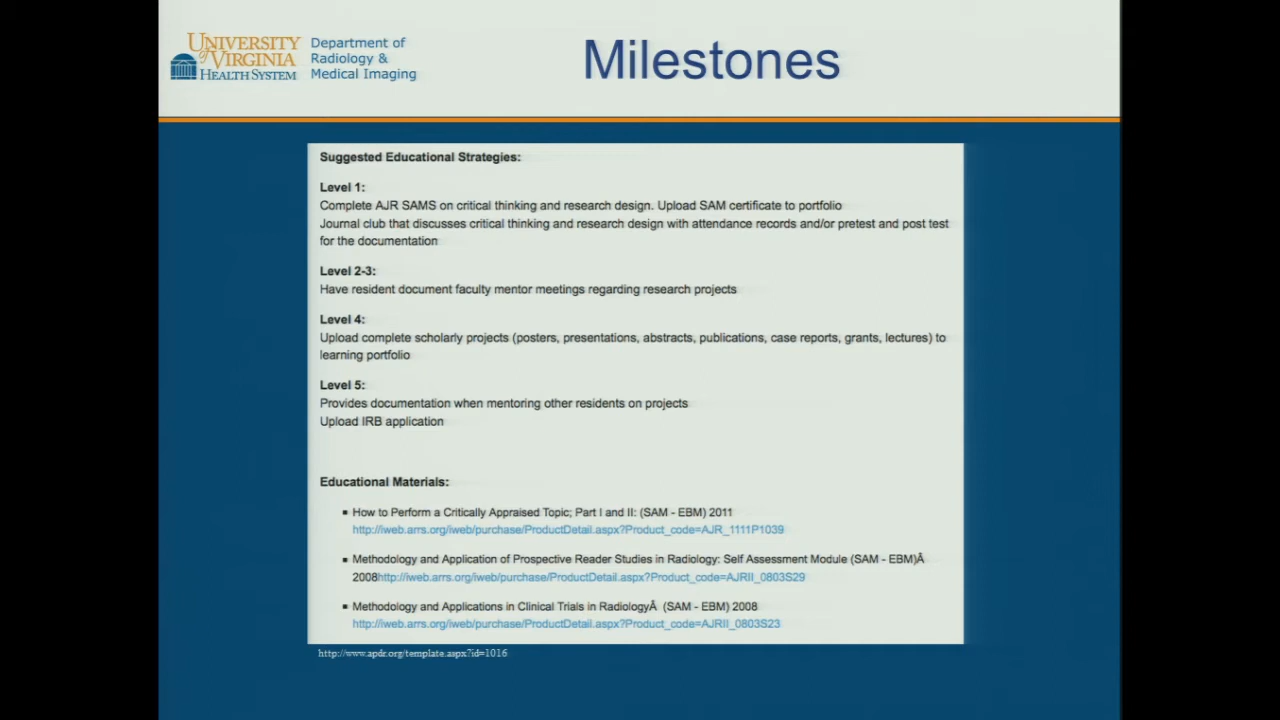 UNIVERSITY
of VIRGINIA
HEALTH SYSTEM
Department of
Radiology &
Medical Imaging
Milestones
Suggested Educational Strategies:
Level 1:
Complete AJR SAMS on critical thinking and research design. Upload SAM certificate to portfolio
Journal club that discusses critical thinking and research design with attendance records and/or pretest and post test
for the documentation
Level 2-3:
Have resident document faculty mentor meetings regarding research projects
Level 4:
Upload complete scholarly projects (posters, presentations, abstracts, publications, case reports, grants, lectures) to
learning portfolio
Level 5:
Provides documentation when mentoring other residents on projects
Upload IRB application
Educational Materials:
▪ How to Perform a Critically Appraised Topic; Part I and II: (SAM - EBM) 2011
http://iweb.arrs.org/iweb/purchase/ProductDetail.aspx?Product_code=AJR_1111P1039
▪ Methodology and Application of Prospective Reader Studies in Radiology: Self Assessment Module (SAM - EBM)Â
2008http://iweb.arrs.org/iweb/purchase/ProductDetail.aspx?Product_code=AJRII_0803S29
▪ Methodology and Applications in Clinical Trials in RadiologyÂ (SAM - EBM) 2008
http://iweb.arrs.org/iweb/purchase/ProductDetail.aspx?Product_code=AJRII_0803S23
http://www.apdr.org/template.aspx?id=1016